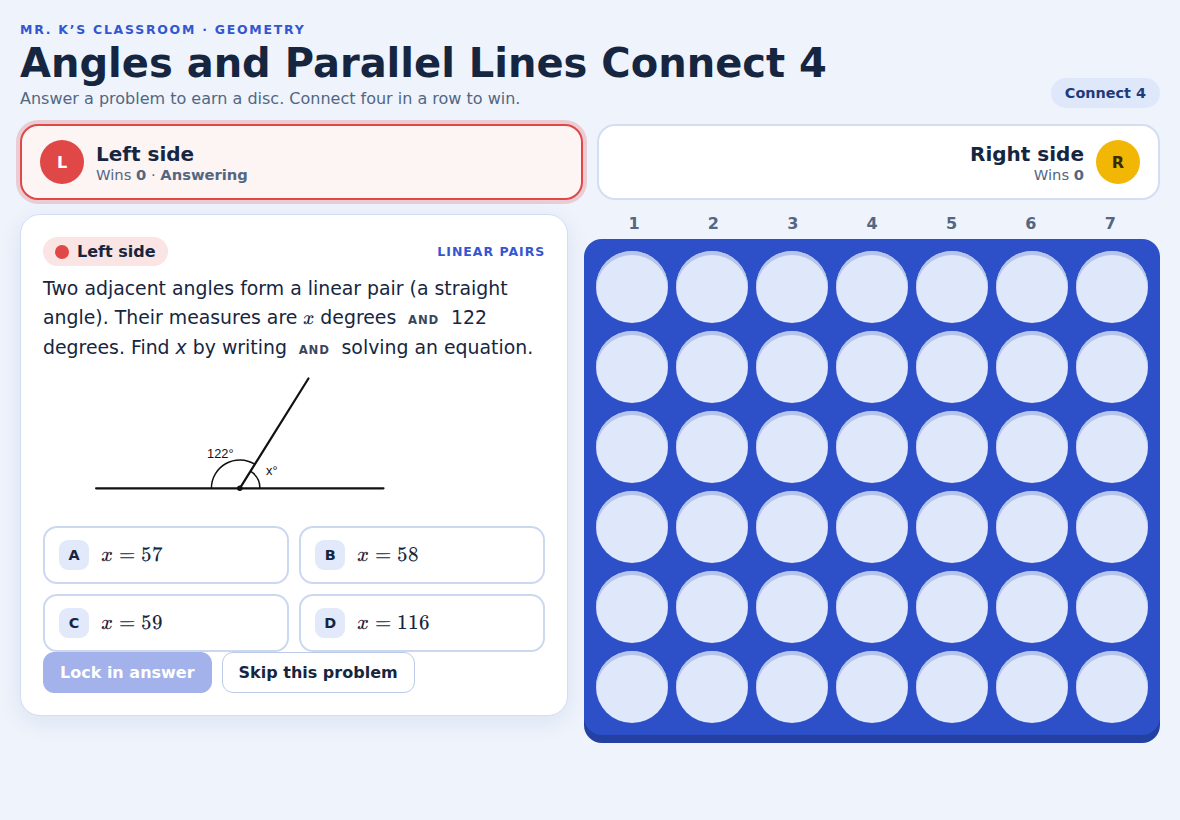 MR. K’S CLASSROOM · GEOMETRY
Angles and Parallel Lines Connect 4
Answer a problem to earn a disc. Connect four in a row to win.
Connect 4
L
Left side
Wins 0 · Answering
Right side
Wins 0
R
Left side
LINEAR PAIRS
Two adjacent angles form a linear pair (a straight
angle). Their measures are x degrees AND 122
degrees. Find x by writing AND solving an equation.
122°
x°
A x = 57
B x = 58
C x = 59
D x = 116
Lock in answer
Skip this problem
1 2 3 4 5 6 7